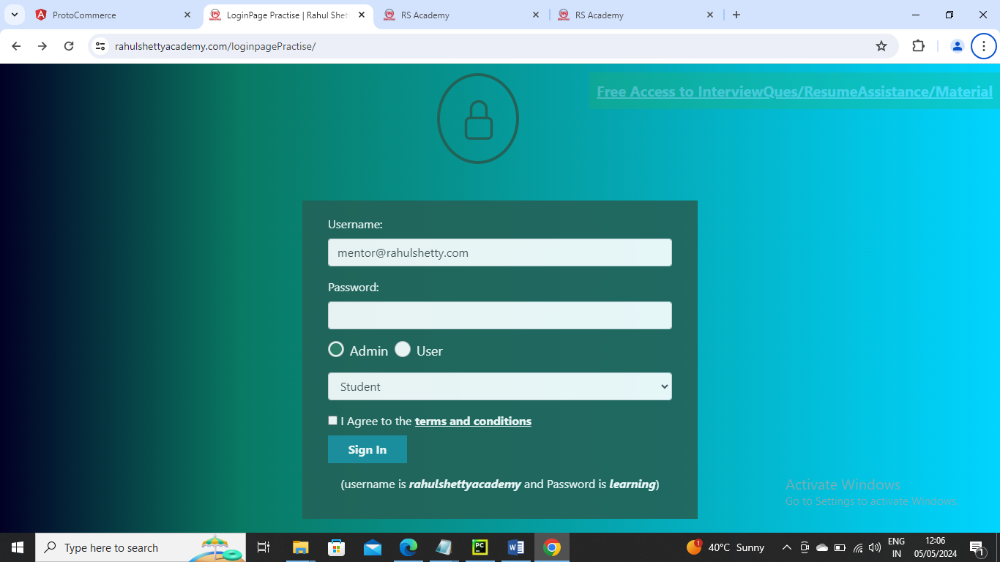 ProtoCommerce
LoginPage Practise | Rahul Shet
RS Academy
RS Academy
rahulshettyacademy.com/loginpagePractise/
Free Access to InterviewQues/ResumeAssistance/Material
Username:
mentor@rahulshetty.com
Password:
Admin User
Student
I Agree to the terms and conditions
Sign In
(username is rahulshettyacademy and Password is learning)
Activate Windows
Go to Settings to activate Windows.
Type here to search
PC
W
1
40°C Sunny
ENG
IN
12:06
05/05/2024
1